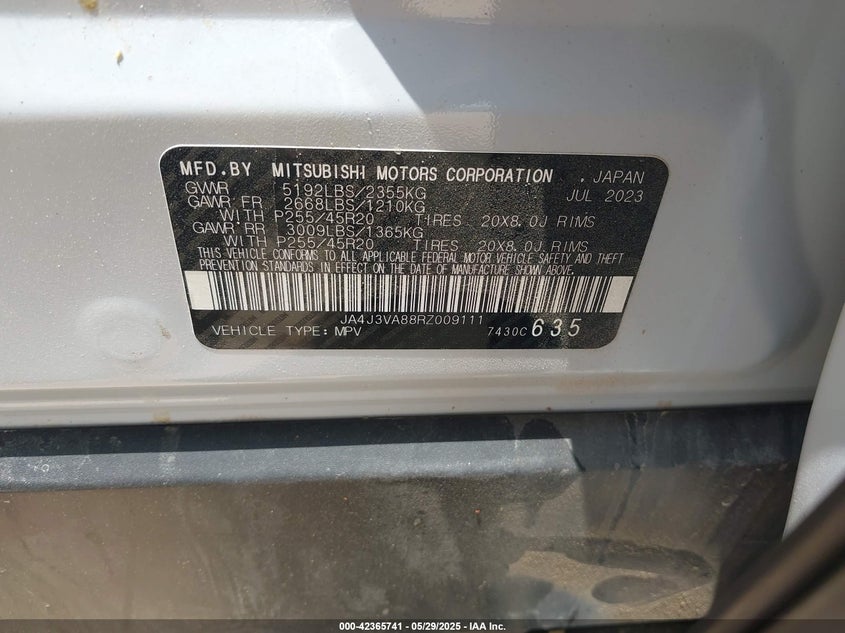 MFD.BY MITSUBISHI MOTORS CORPORATION . JAPAN
GVWR 5192LBS/2355KG JUL 2023
GAWR FR 2668LBS/1210KG
WITH P255/45R20 TIRES 20X8.0J RIMS
GAWR RR 3009LBS/1365KG
WITH P255/45R20 TIRES 20X8.0J RIMS
THIS VEHICLE CONFORMS TO ALL APPLICABLE FEDERAL MOTOR VEHICLE SAFETY AND THEFT
PREVENTION STANDARDS IN EFFECT ON THE DATE OF MANUFACTURE SHOWN ABOVE.
JA4J3VA88RZ009111
VEHICLE TYPE: MPV 7430C 635
000-42365741 - 05/29/2025 - IAA Inc.